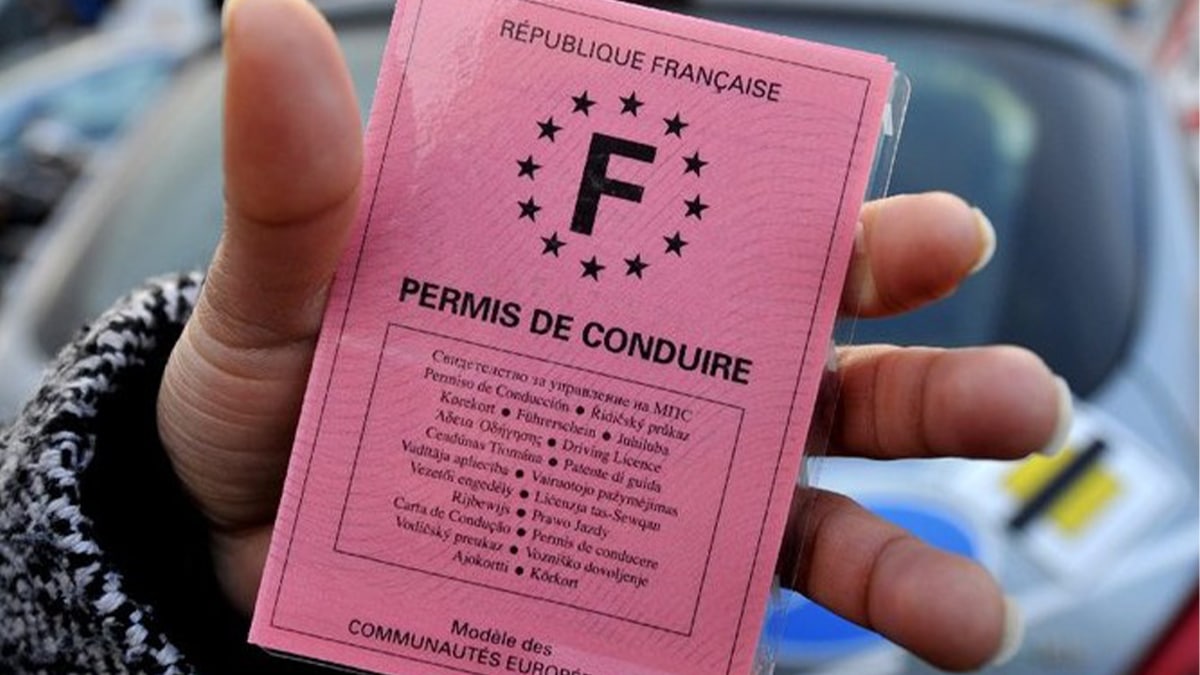 RÉPUBLIQUE FRANÇAISE
F
PERMIS DE CONDUIRE
Свидетелство за управление на МПС
Permiso de Conducción ● Řidičský průkaz
Kørekort ● Führerschein ● Juhiluba
Άδεια Οδήγησης ● Driving Licence
Ceadúnas Tiomána ● Patente di guida
Vadītāja apliecība ● Vairuotojo pažymėjimas
Vezetői engedély ● Liċenzja tas-Sewqan
Rijbewijs ● Prawo Jazdy
Carta de Condução ● Permis de conducere
Vodičský preukaz ● Vozniško dovoljenje
Ajokortti ● Körkort
Modèle des
COMMUNAUTÉS EUROPÉ